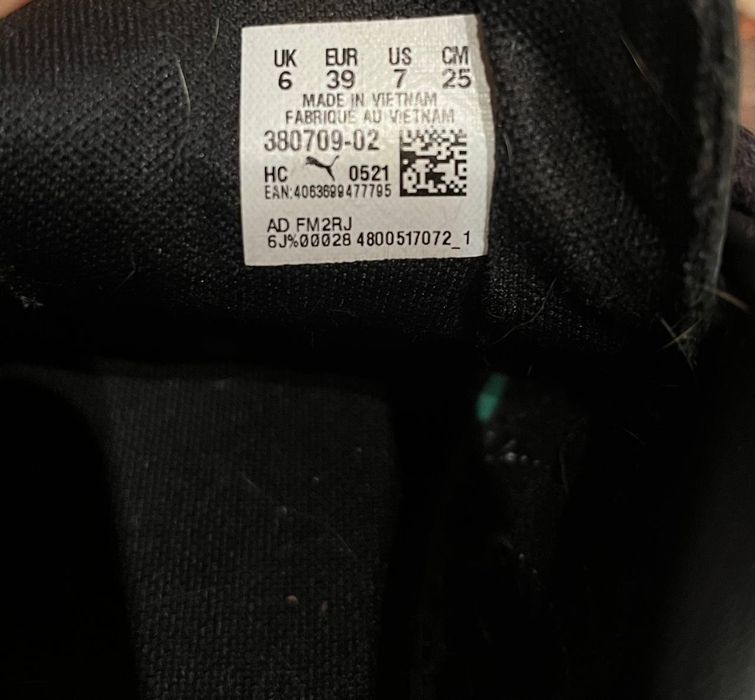 UK EUR US CM
6 39 7 25
MADE IN VIETNAM
FABRIQUE AU VIETNAM
380709-02
HC 0521
EAN:4063699477795
AD FM2RJ
6J%00028 4800517072_1